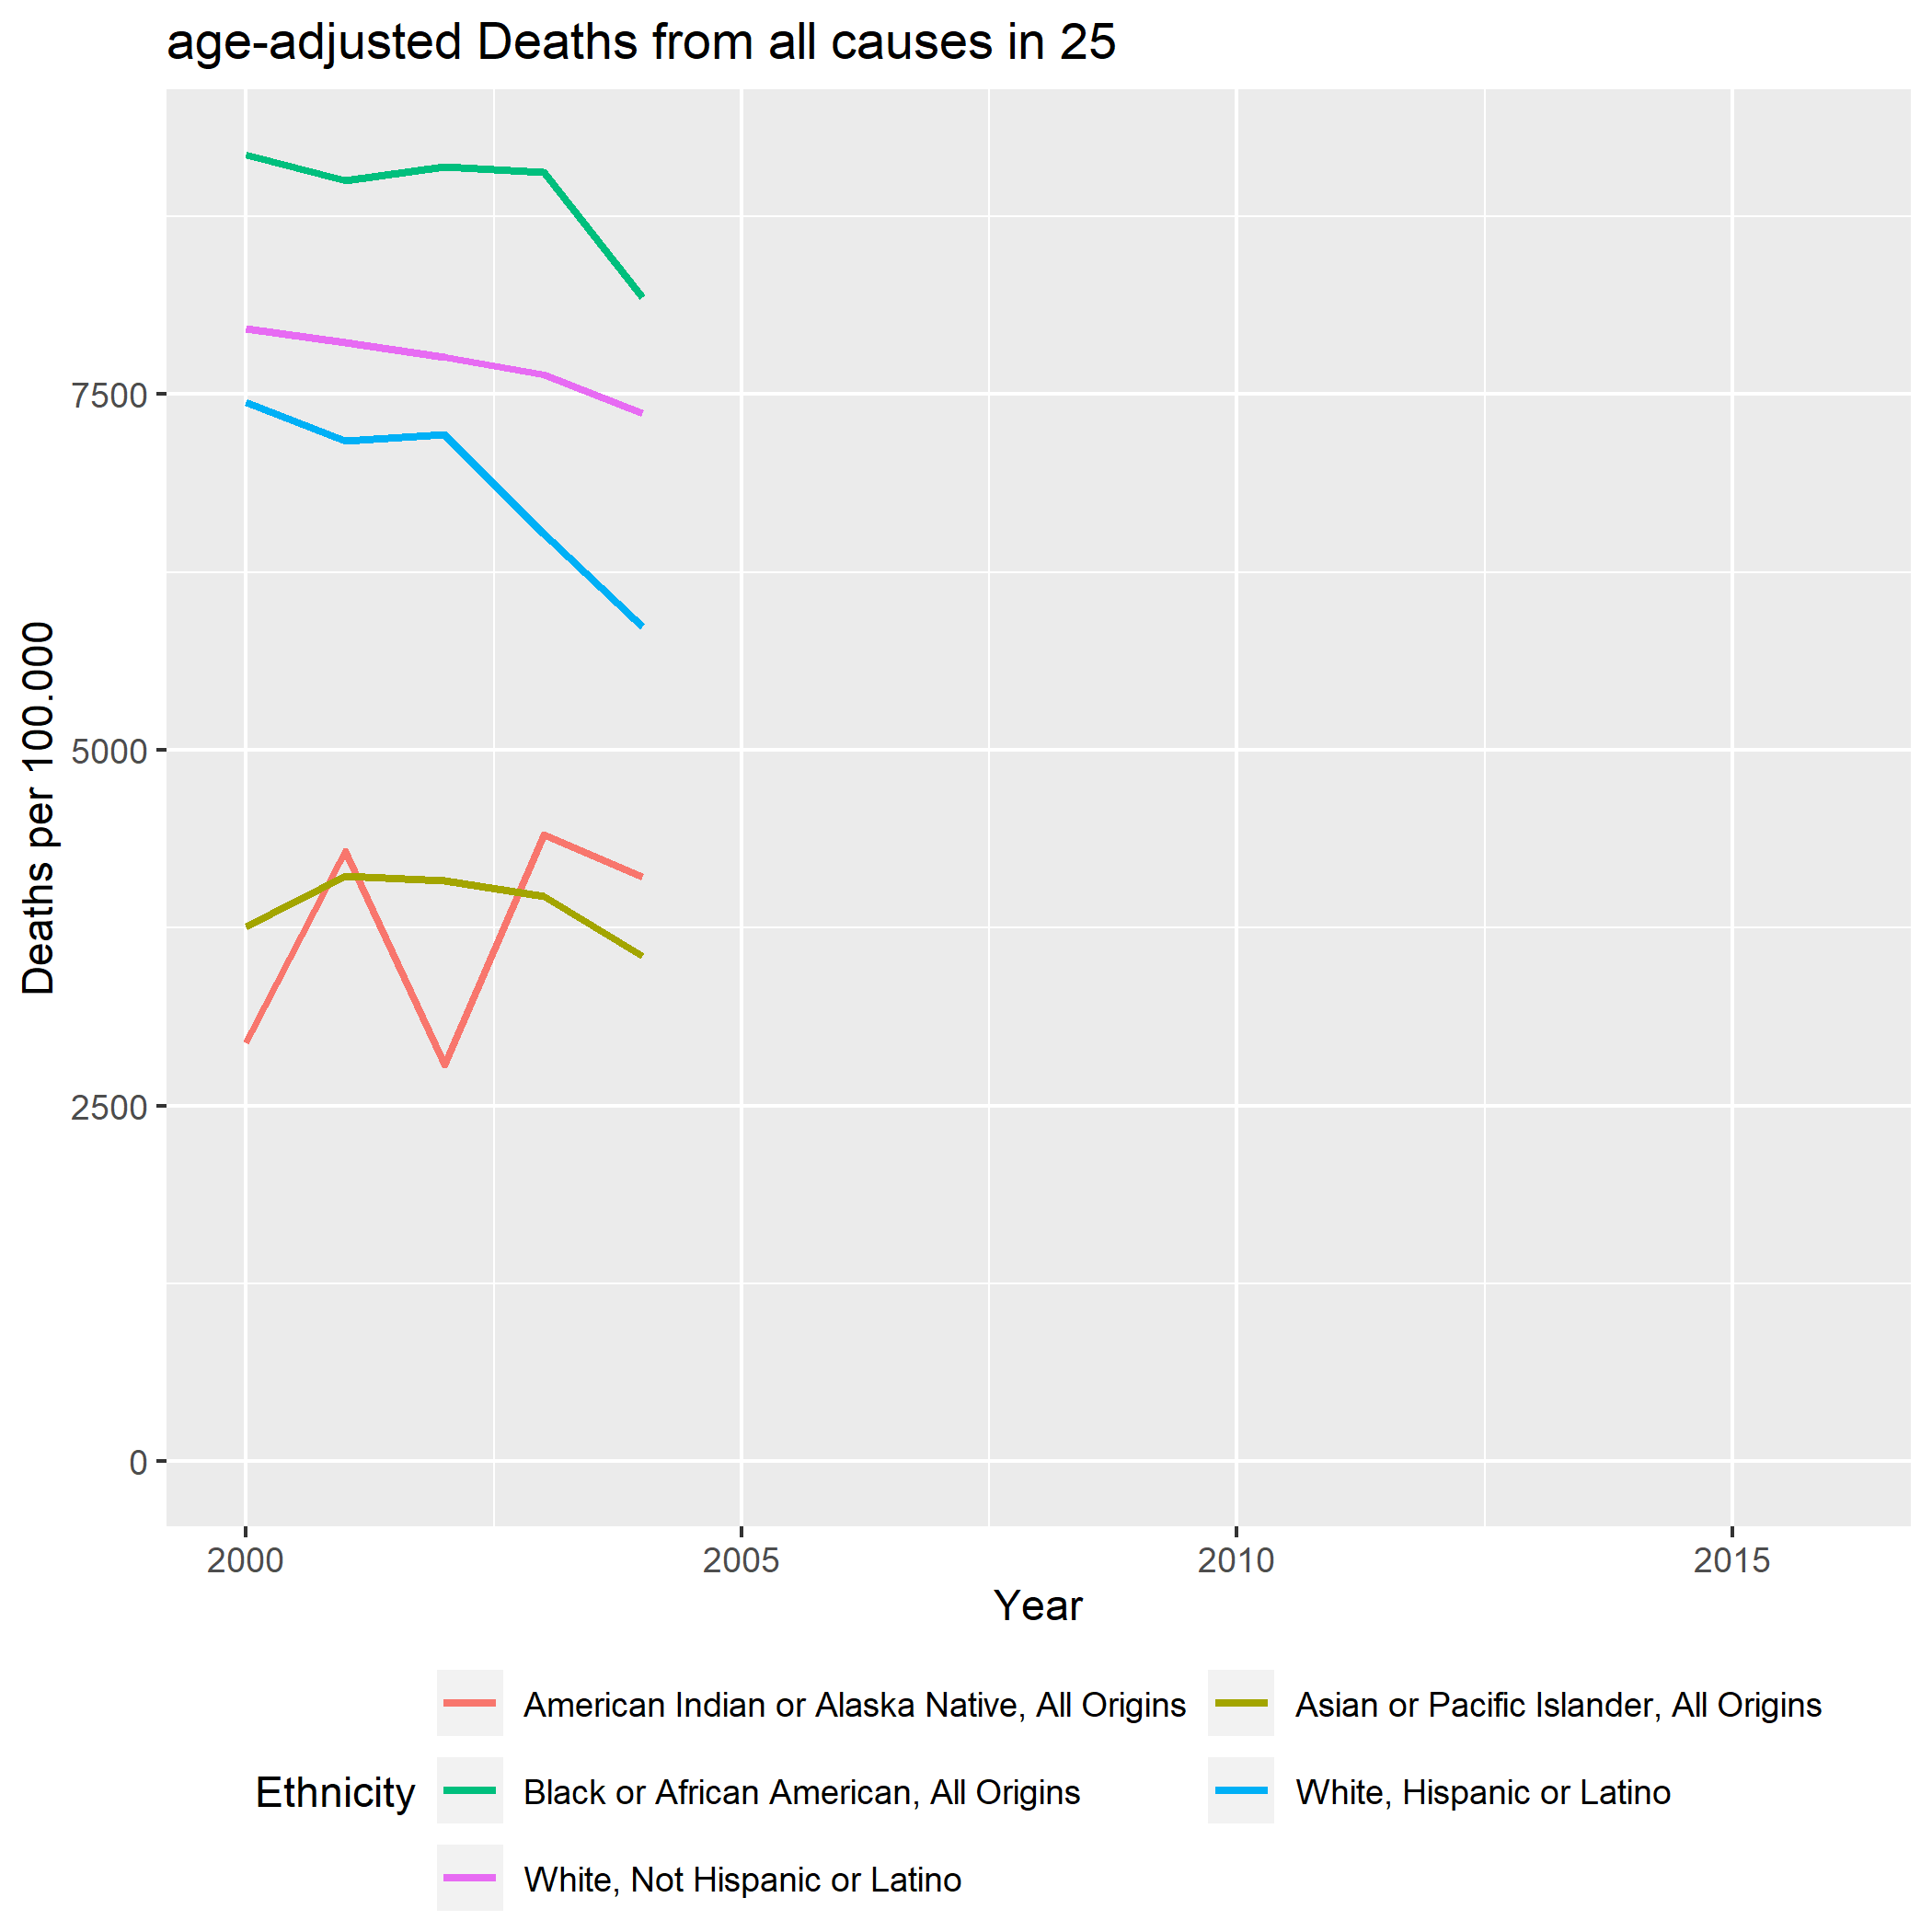 age-adjusted Deaths from all causes in 25
Deaths per 100.000
7500
5000
2500
0
2000
2005
2010
2015
Year
Ethnicity
American Indian or Alaska Native, All Origins
Asian or Pacific Islander, All Origins
Black or African American, All Origins
White, Hispanic or Latino
White, Not Hispanic or Latino